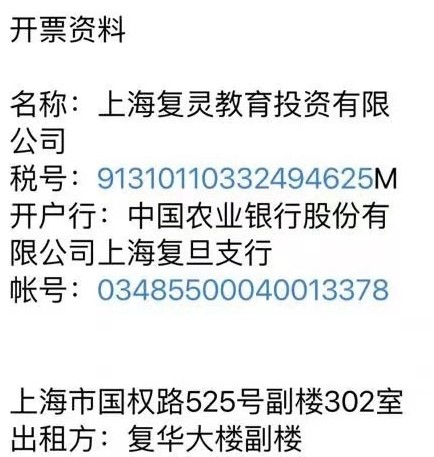 开票资料
名称：上海复灵教育投资有限
公司
税号：91310110332494625M
开户行：中国农业银行股份有
限公司上海复旦支行
帐号：03485500040013378
上海市国权路525号副楼302室
出租方：复华大楼副楼